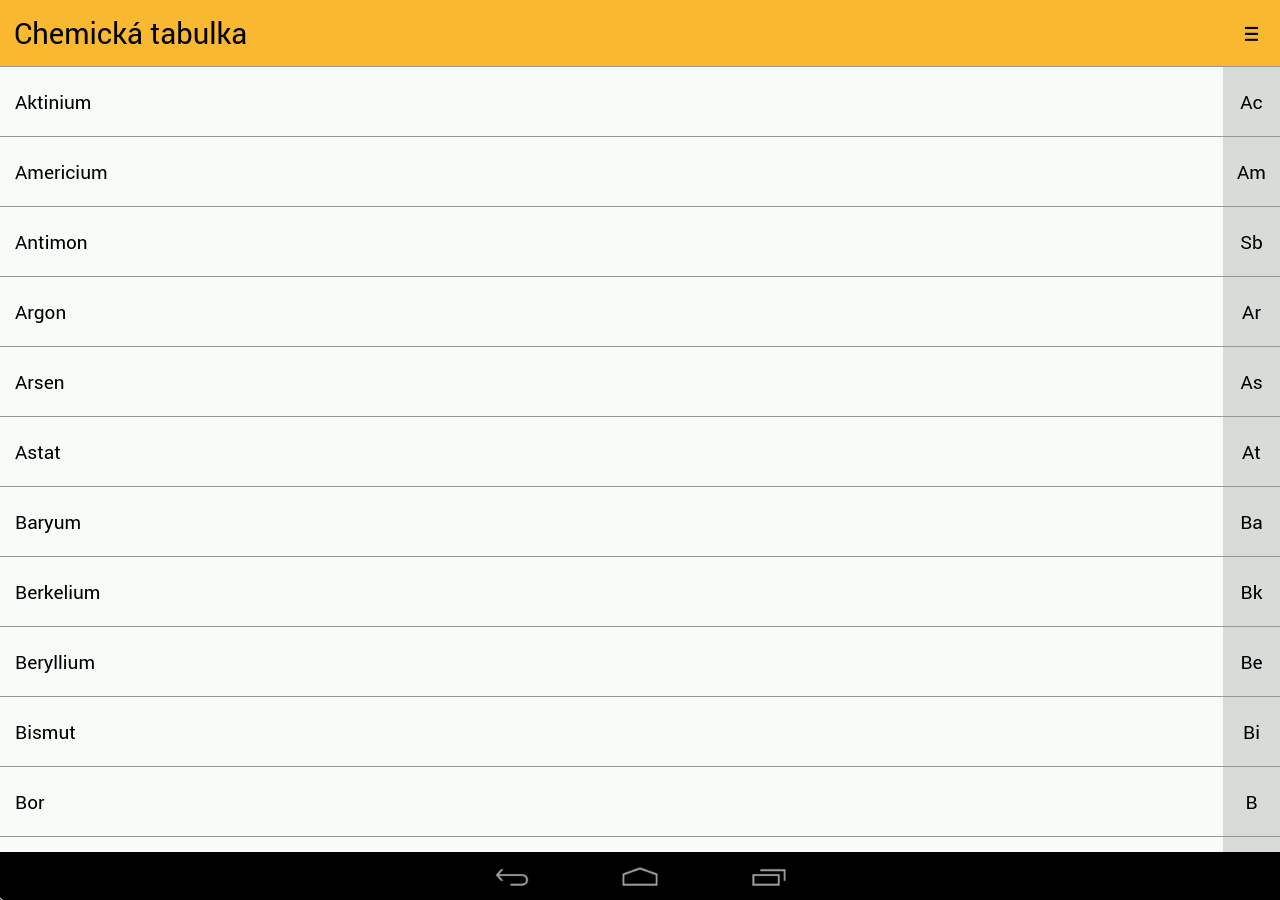 Chemická tabulka
Aktinium Ac
Americium Am
Antimon Sb
Argon Ar
Arsen As
Astat At
Baryum Ba
Berkelium Bk
Beryllium Be
Bismut Bi
Bor B